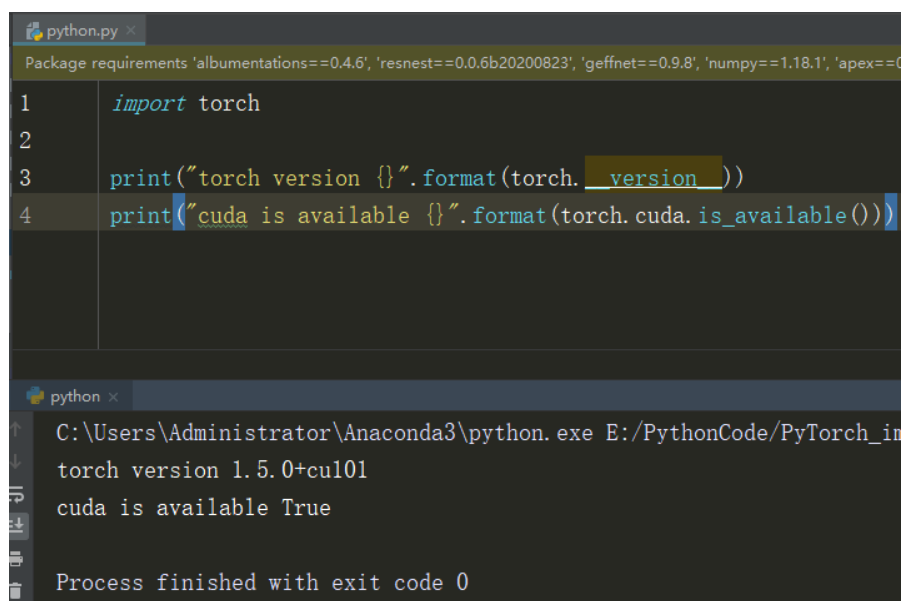 python.py
Package requirements 'albumentations==0.4.6', 'resnest==0.0.6b20200823', 'geffnet==0.9.8', 'numpy==1.18.1', 'apex==
1 import torch
2
3 print("torch version {}".format(torch.__version__))
4 print("cuda is available {}".format(torch.cuda.is_available()))
python
C:\Users\Administrator\Anaconda3\python.exe E:/PythonCode/PyTorch_
torch version 1.5.0+cu101
cuda is available True
Process finished with exit code 0